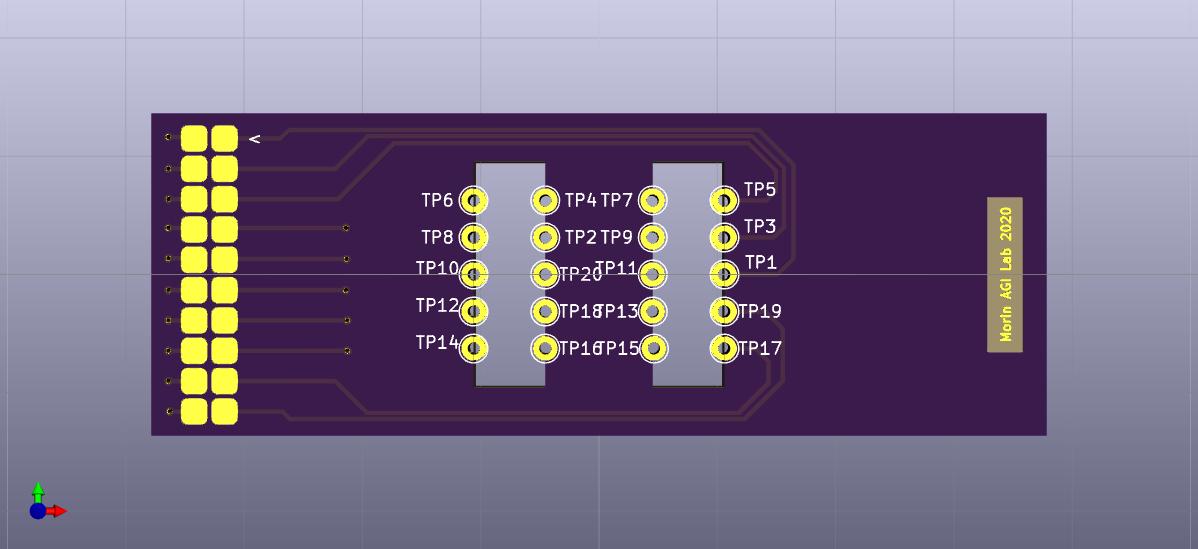 <
TP6 TP4 TP7 TP5
TP8 TP2 TP9 TP3
TP10 TP20 TP11 TP1
TP12 TP18 TP13 TP19
TP14 TP16 TP15 TP17
Morin AGI Lab 2020